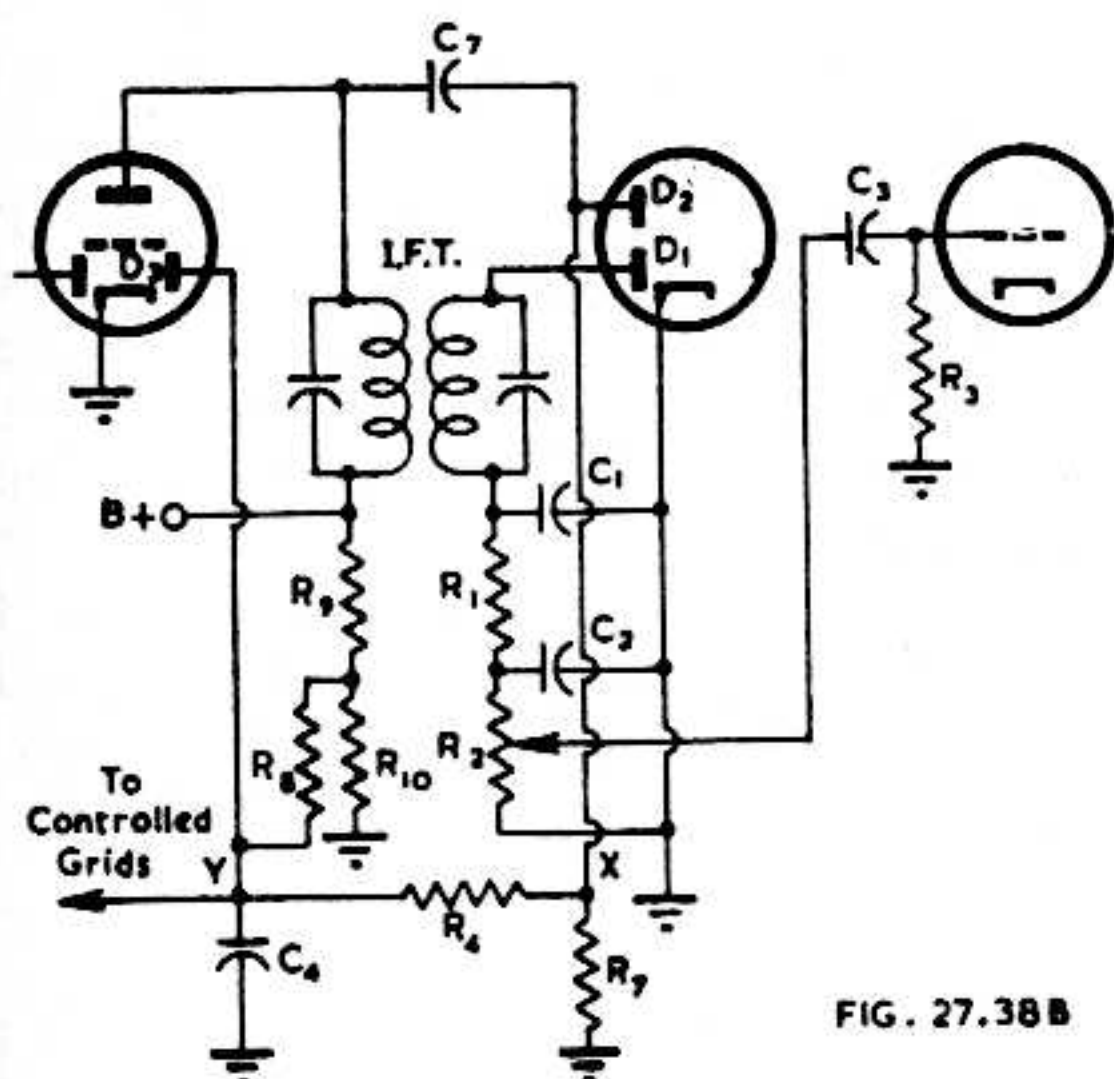 C7
D3
I.F.T.
D2
D1
C3
R3
B+
C1
R9
R1
C2
R8
R10
R2
To
Controlled
Grids
Y
X
R4
C4
R7
FIG. 27.38B